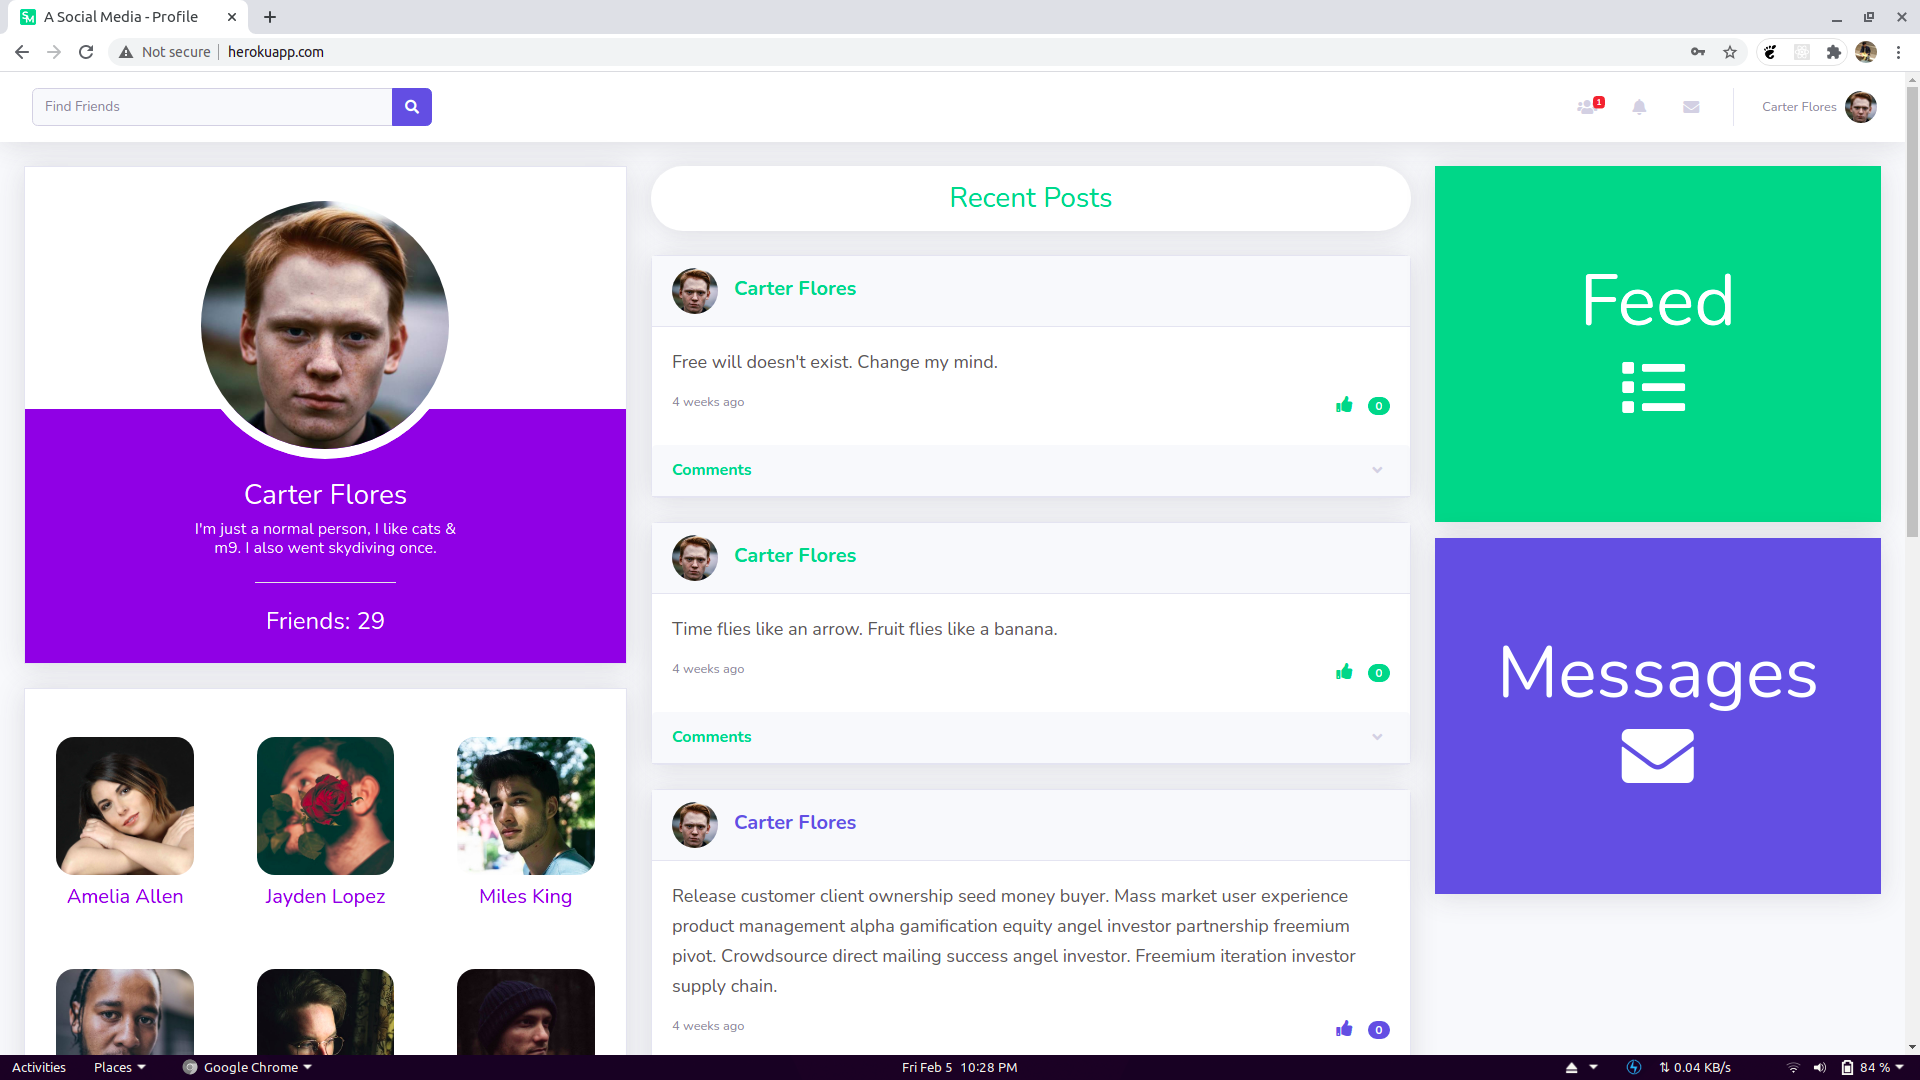 A Social Media - Profile
Not secure
herokuapp.com
Find Friends
1
Carter Flores
Carter Flores
I'm just a normal person, I like cats &
m9. I also went skydiving once.
Friends: 29
Amelia Allen
Jayden Lopez
Miles King
Recent Posts
Carter Flores
Free will doesn't exist. Change my mind.
4 weeks ago
0
Comments
Carter Flores
Time flies like an arrow. Fruit flies like a banana.
4 weeks ago
0
Comments
Carter Flores
Release customer client ownership seed money buyer. Mass market user experience
product management alpha gamification equity angel investor partnership freemium
pivot. Crowdsource direct mailing success angel investor. Freemium iteration investor
supply chain.
4 weeks ago
0
Feed
Messages
Activities
Places
Google Chrome
Fri Feb 5 10:28 PM
0.04 KB/s
84 %